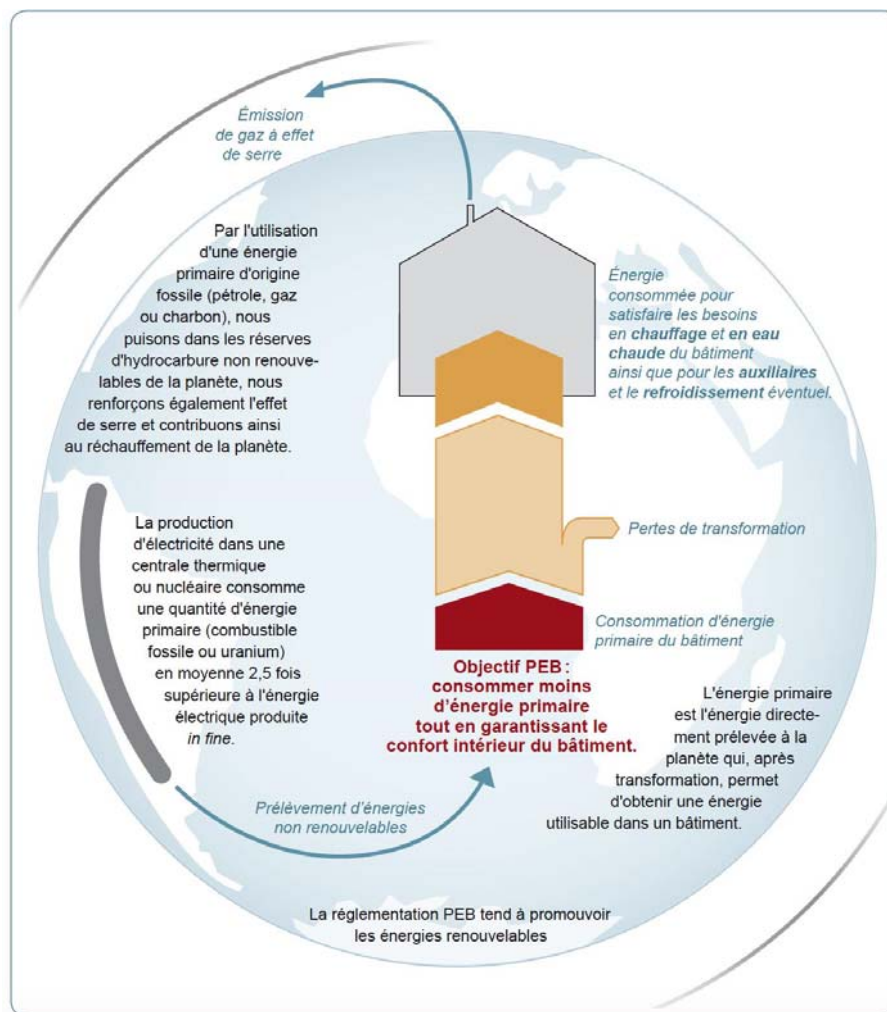 Émission
de gaz à effet
de serre
Par l'utilisation
d'une énergie
primaire d'origine
fossile (pétrole, gaz
ou charbon), nous
puisons dans les réserves
d'hydrocarbure non renouve-
lables de la planète, nous
renforçons également l'effet
de serre et contribuons ainsi
au réchauffement de la planète.
Énergie
consommée pour
satisfaire les besoins
en chauffage et en eau
chaude du bâtiment
ainsi que pour les auxiliaires
et le refroidissement éventuel.
La production
d'électricité dans une
centrale thermique
ou nucléaire consomme
une quantité d'énergie
primaire (combustible
fossile ou uranium)
en moyenne 2,5 fois
supérieure à l'énergie
électrique produite
in fine.
Pertes de transformation
Consommation d'énergie
primaire du bâtiment
Objectif PEB :
consommer moins
d'énergie primaire
tout en garantissant le
confort intérieur du bâtiment.
L'énergie primaire
est l'énergie directe-
ment prélevée à la
planète qui, après
transformation, permet
d'obtenir une énergie
utilisable dans un bâtiment.
Prélèvement d'énergies
non renouvelables
La réglementation PEB tend à promouvoir
les énergies renouvelables